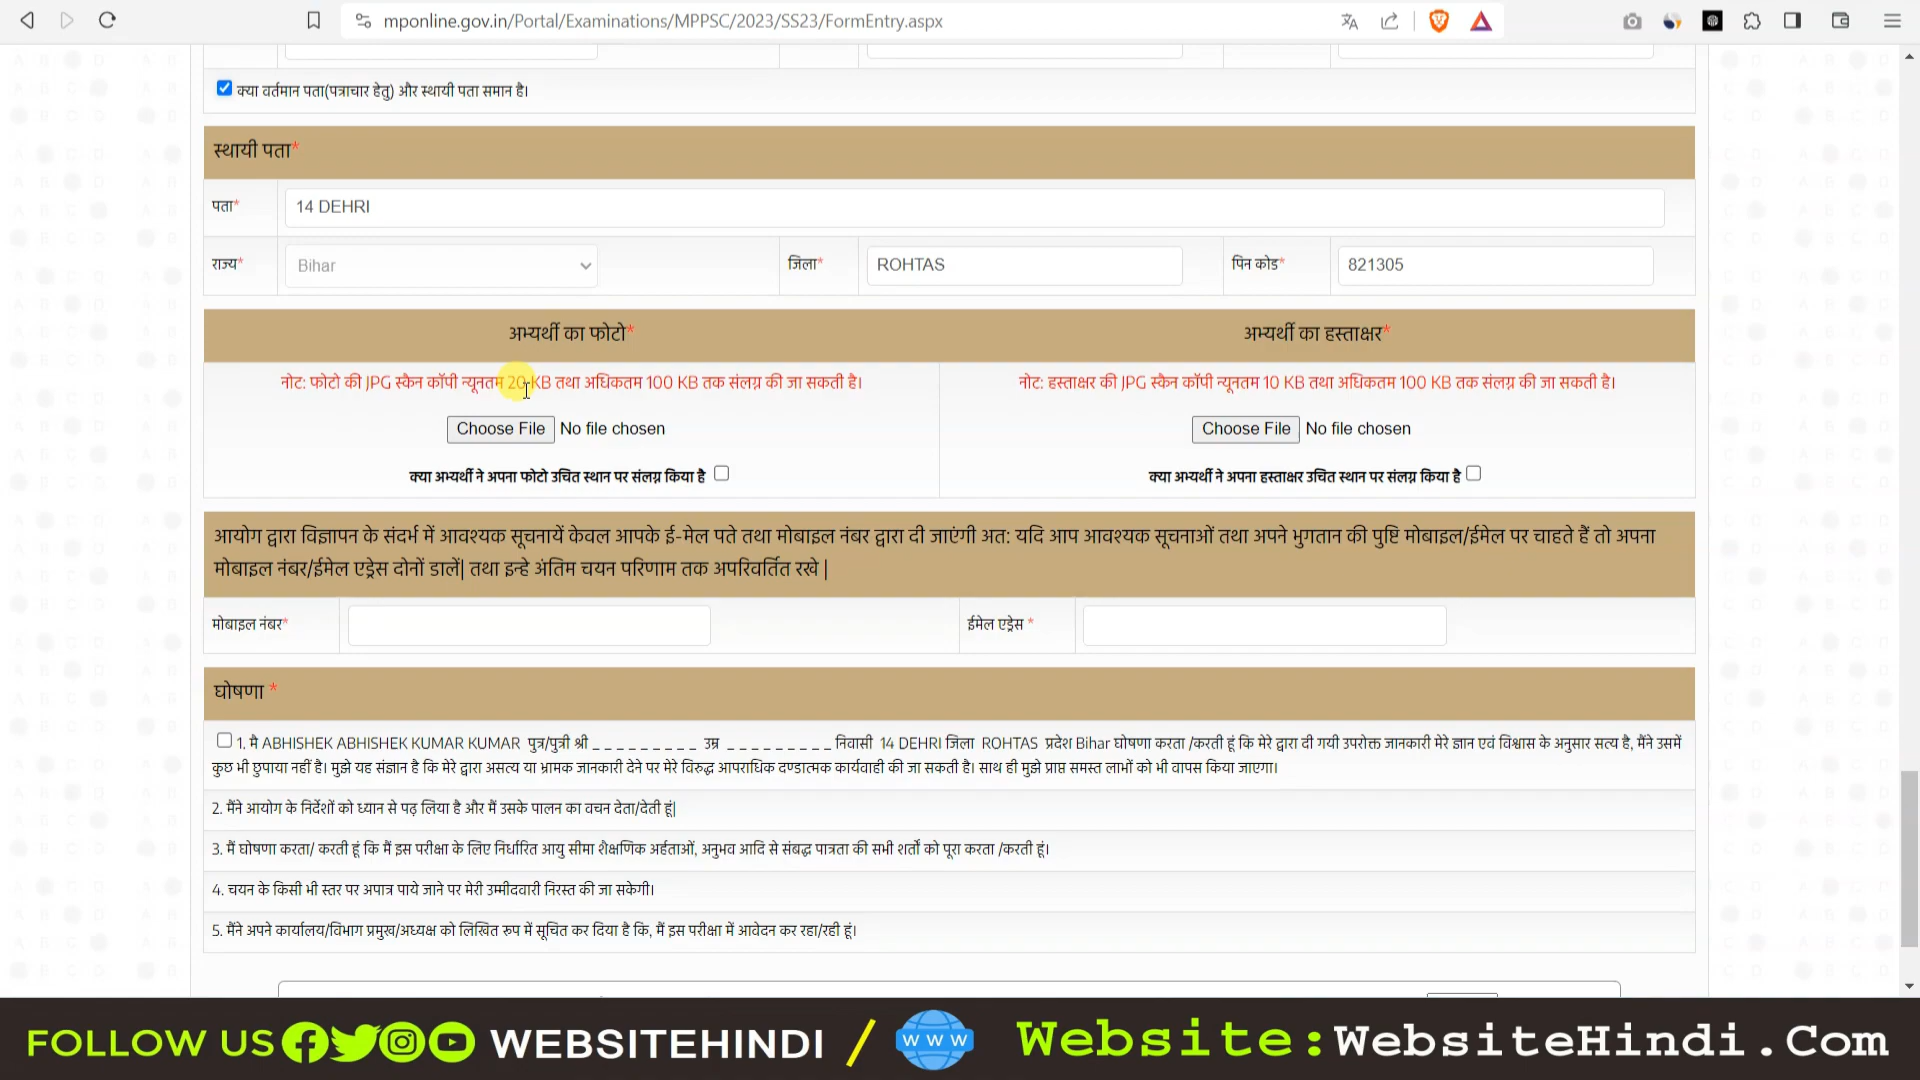 mponline.gov.in/Portal/Examinations/MPPSC/2023/SS23/FormEntry.aspx
क्या वर्तमान पता(पत्राचार हेतु) और स्थायी पता समान है।
स्थायी पता*
पता* 14 DEHRI
राज्य* Bihar जिला* ROHTAS पिन कोड* 821305
अभ्यर्थी का फोटो* अभ्यर्थी का हस्ताक्षर*
नोट: फोटो की JPG स्कैन कॉपी न्यूनतम 20 KB तथा अधिकतम 100 KB तक संलग्न की जा सकती है। नोट: हस्ताक्षर की JPG स्कैन कॉपी न्यूनतम 10 KB तथा अधिकतम 100 KB तक संलग्न की जा सकती है।
Choose File No file chosen Choose File No file chosen
क्या अभ्यर्थी ने अपना फोटो उचित स्थान पर संलग्न किया है क्या अभ्यर्थी ने अपना हस्ताक्षर उचित स्थान पर संलग्न किया है
आयोग द्वारा विज्ञापन के संदर्भ में आवश्यक सूचनायें केवल आपके ई-मेल पते तथा मोबाइल नंबर द्वारा दी जाएंगी अत: यदि आप आवश्यक सूचनाओं तथा अपने भुगतान की पुष्टि मोबाइल/ईमेल पर चाहते हैं तो अपना
मोबाइल नंबर/ईमेल एड्रेस दोनों डालें| तथा इन्हे अंतिम चयन परिणाम तक अपरिवर्तित रखे |
मोबाइल नंबर* ईमेल एड्रेस *
घोषणा *
1. मै ABHISHEK ABHISHEK KUMAR KUMAR पुत्र/पुत्री श्री _ _ _ _ _ _ _ _ _ उम्र _ _ _ _ _ _ _ _ _ निवासी 14 DEHRI जिला ROHTAS प्रदेश Bihar घोषणा करता /करती हूं कि मेरे द्वारा दी गयी उपरोक्त जानकारी मेरे ज्ञान एवं विश्वास के अनुसार सत्य है, मैंने उसमें
कुछ भी छुपाया नहीं है। मुझे यह संज्ञान है कि मेरे द्वारा असत्य या भ्रामक जानकारी देने पर मेरे विरुद्ध आपराधिक दण्डात्मक कार्यवाही की जा सकती है। साथ ही मुझे प्राप्त समस्त लाभों को भी वापस किया जाएगा।
2. मैंने आयोग के निर्देशों को ध्यान से पढ़ लिया है और मैं उसके पालन का वचन देता/देती हूं|
3. मैं घोषणा करता/ करती हूं कि मैं इस परीक्षा के लिए निर्धारित आयु सीमा शैक्षणिक अर्हताओं, अनुभव आदि से संबद्ध पात्रता की सभी शर्तों को पूरा करता /करती हूं।
4. चयन के किसी भी स्तर पर अपात्र पाये जाने पर मेरी उम्मीदवारी निरस्त की जा सकेगी।
5. मैंने अपने कार्यालय/विभाग प्रमुख/अध्यक्ष को लिखित रूप में सूचित कर दिया है कि, मैं इस परीक्षा में आवेदन कर रहा/रही हूं।
FOLLOW US WEBSITEHINDI / WWW Website:WebsiteHindi.Com